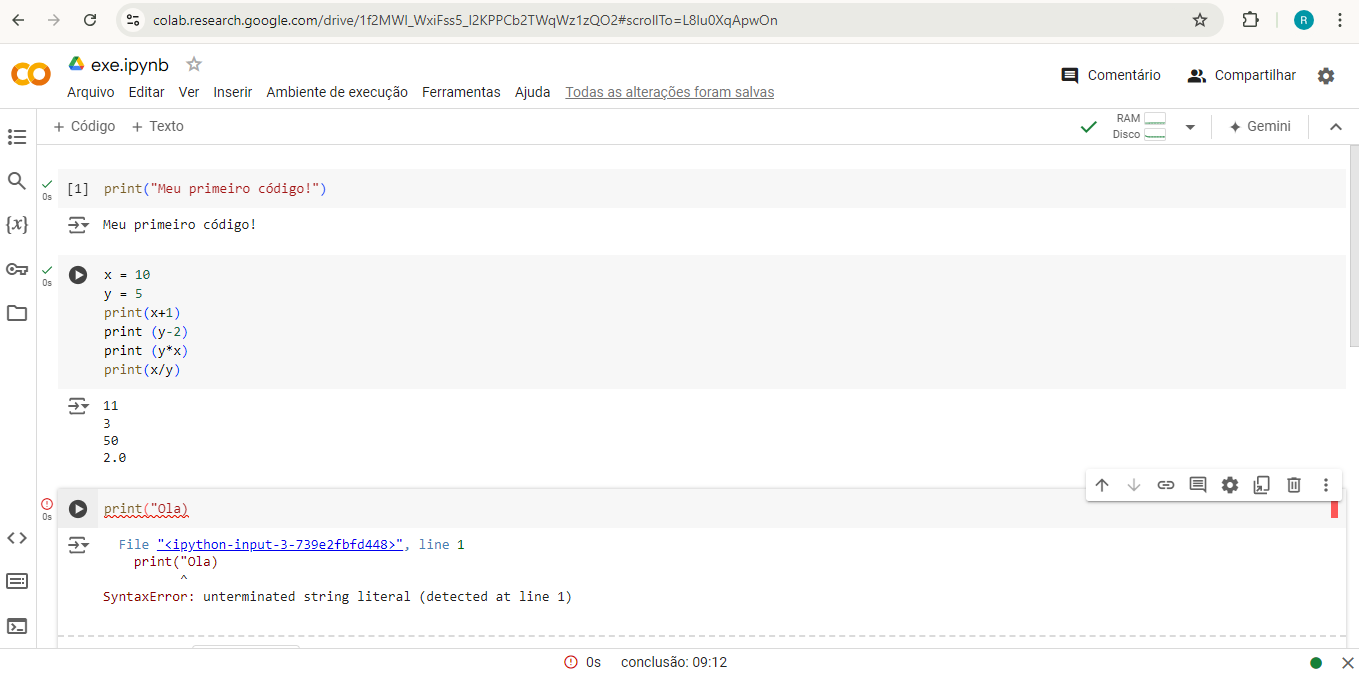 colab.research.google.com/drive/1f2MWl_WxiFss5_l2KPPCb2TWqWz1zQO2#scrollTo=L8Iu0XqApwOn
R
CO
exe.ipynb
Arquivo Editar Ver Inserir Ambiente de execução Ferramentas Ajuda Todas as alterações foram salvas
Comentário Compartilhar
+ Código + Texto
RAM
Disco
Gemini
[1] print("Meu primeiro código!")
0s
Meu primeiro código!
{x}
x = 10
0s
y = 5
print(x+1)
print (y-2)
print (y*x)
print(x/y)
11
3
50
2.0
print("Ola)
0s
File "<ipython-input-3-739e2fbfd448>", line 1
print("Ola)
^
SyntaxError: unterminated string literal (detected at line 1)
0s conclusão: 09:12